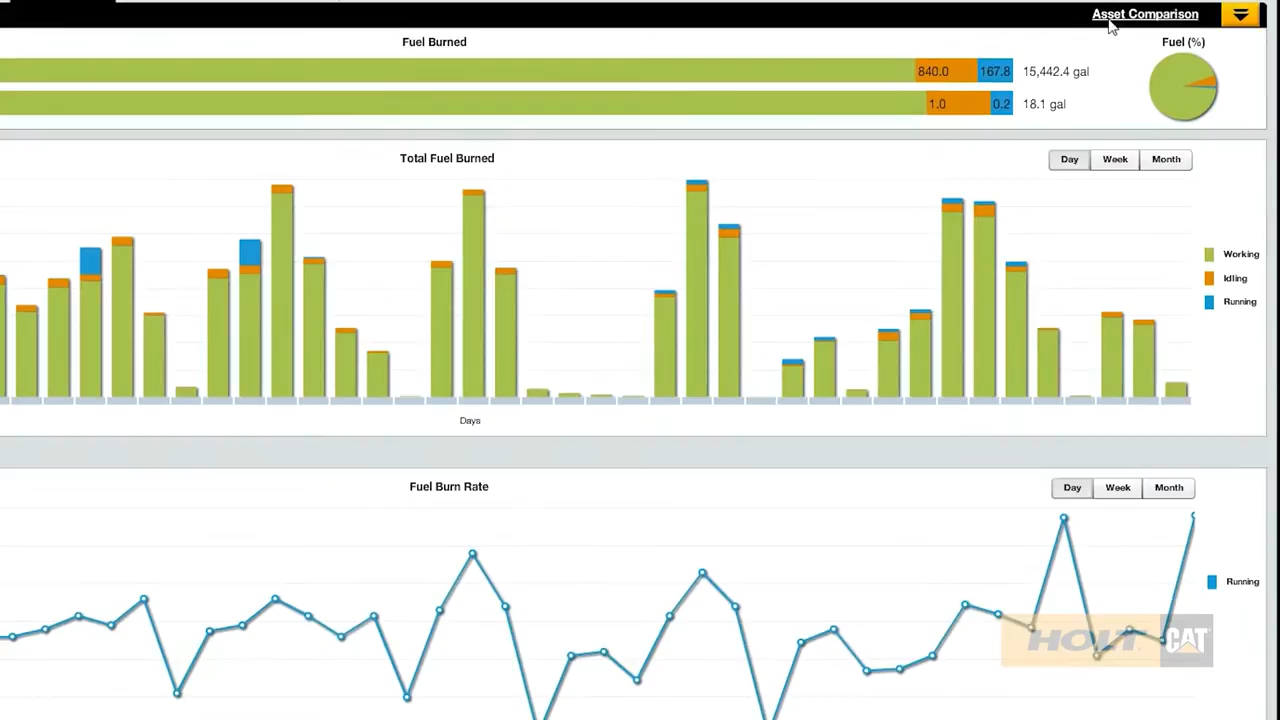 Asset Comparison
Fuel Burned
Fuel (%)
840.0 167.8 15,442.4 gal
1.0 0.2 18.1 gal
Total Fuel Burned
Day Week Month
Working
Idling
Running
Days
Fuel Burn Rate
Day Week Month
Running
HOLT CAT